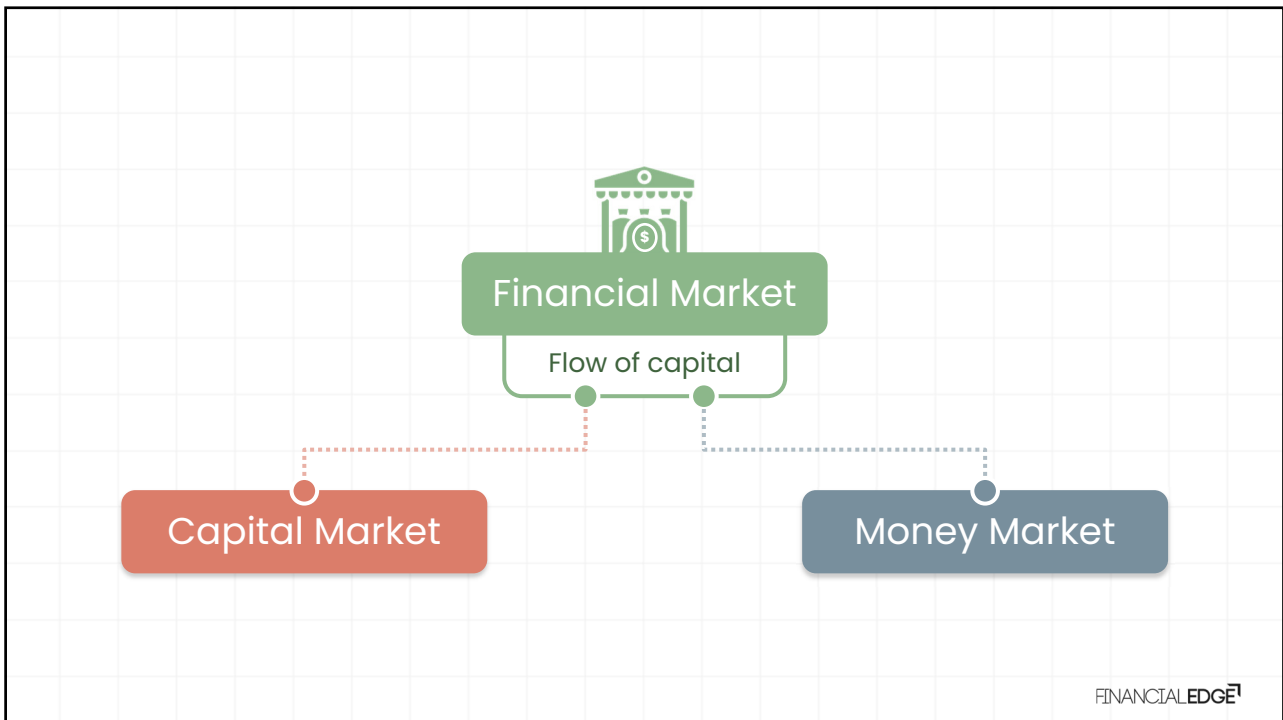 $
Financial Market
Flow of capital
Capital Market
Money Market
FINANCIALEDGE